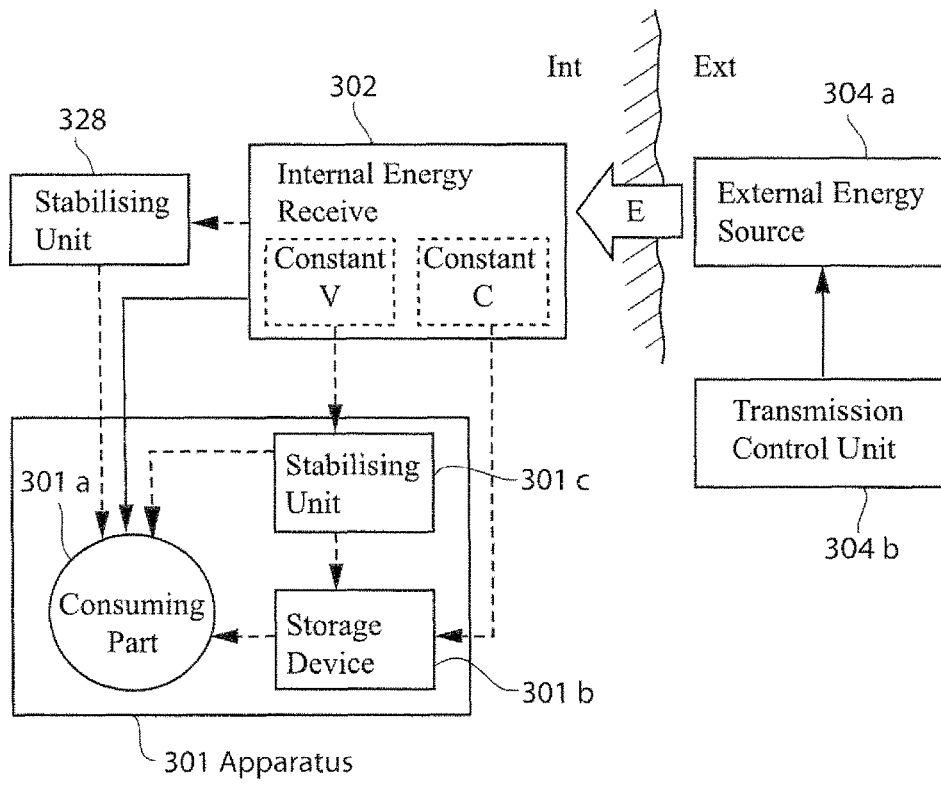 Int
Ext
302
304 a
328
Internal Energy
Receive
External Energy
Source
Stabilising
Unit
E
Constant
V
Constant
C
Transmission
Control Unit
301 a
Stabilising
Unit
301 c
304 b
Consuming
Part
Storage
Device
301 b
301 Apparatus